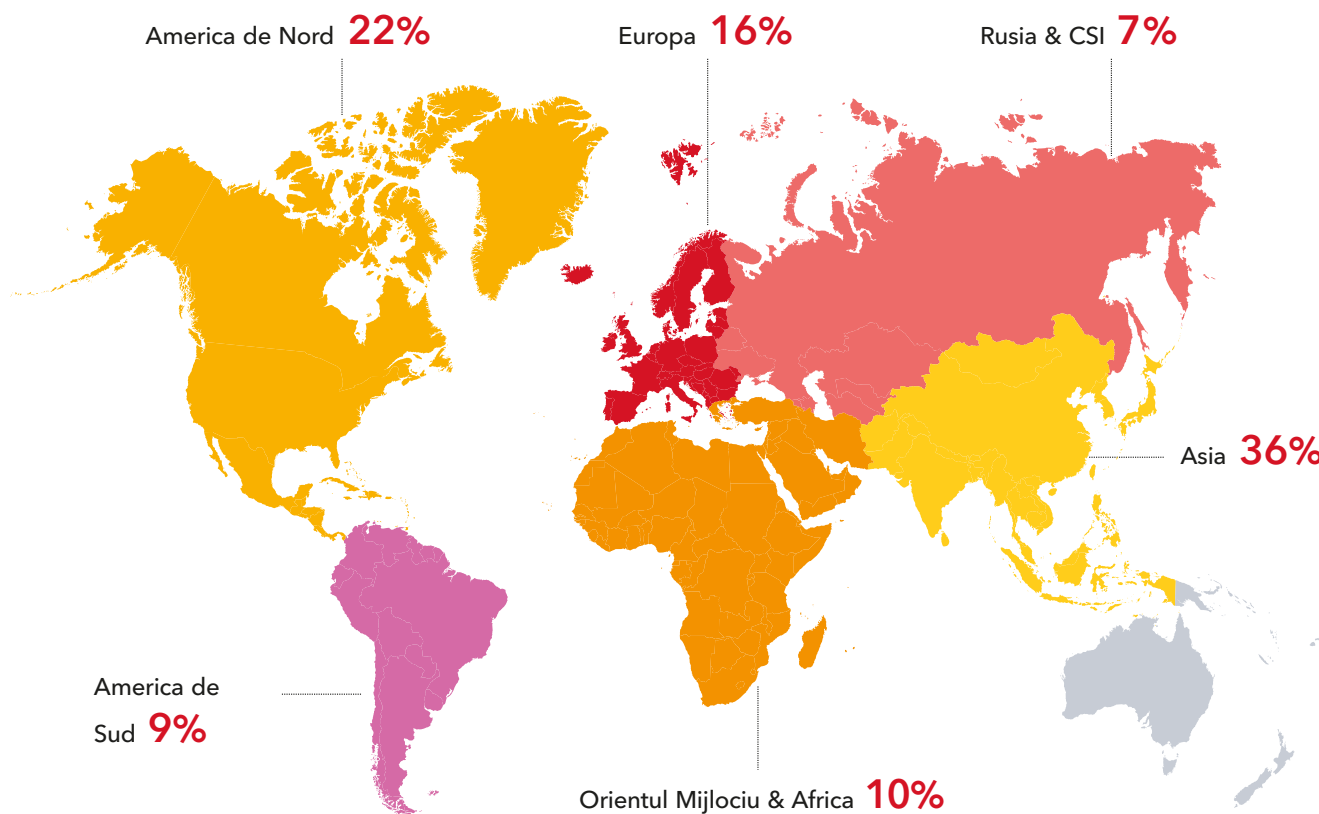 America de Nord 22%
Europa 16%
Rusia & CSI 7%
Asia 36%
America de
Sud 9%
Orientul Mijlociu & Africa 10%